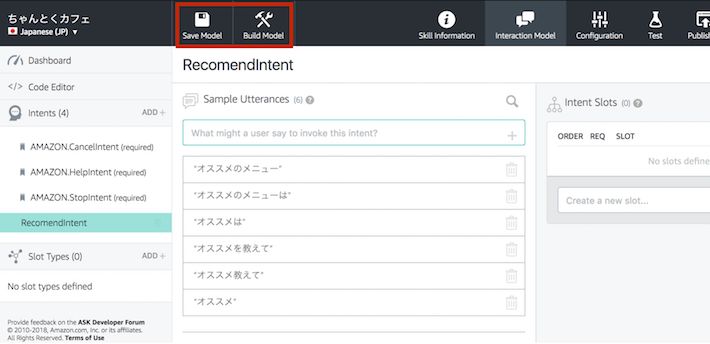 ちゃんとくカフェ
Japanese (JP) ▼
Save Model
Build Model
Skill Information
Interaction Model
Configuration
Test
Dashboard
</> Code Editor
Intents (4) ADD +
AMAZON.CancelIntent (required)
AMAZON.HelpIntent (required)
AMAZON.StopIntent (required)
RecomendIntent
Slot Types (0) ADD +
No slot types defined
Provide feedback on the ASK Developer Forum
© 2010-2018, Amazon.com, Inc. or its affiliates.
All Rights Reserved. Terms of Use
RecomendIntent
Sample Utterances (6)
What might a user say to invoke this intent?
“オススメのメニュー”
“オススメのメニューは”
“オススメは”
“オススメを教えて”
“オススメ教えて”
“オススメ”
Intent Slots (0)
ORDER REQ SLOT
No slots define
Create a new slot...